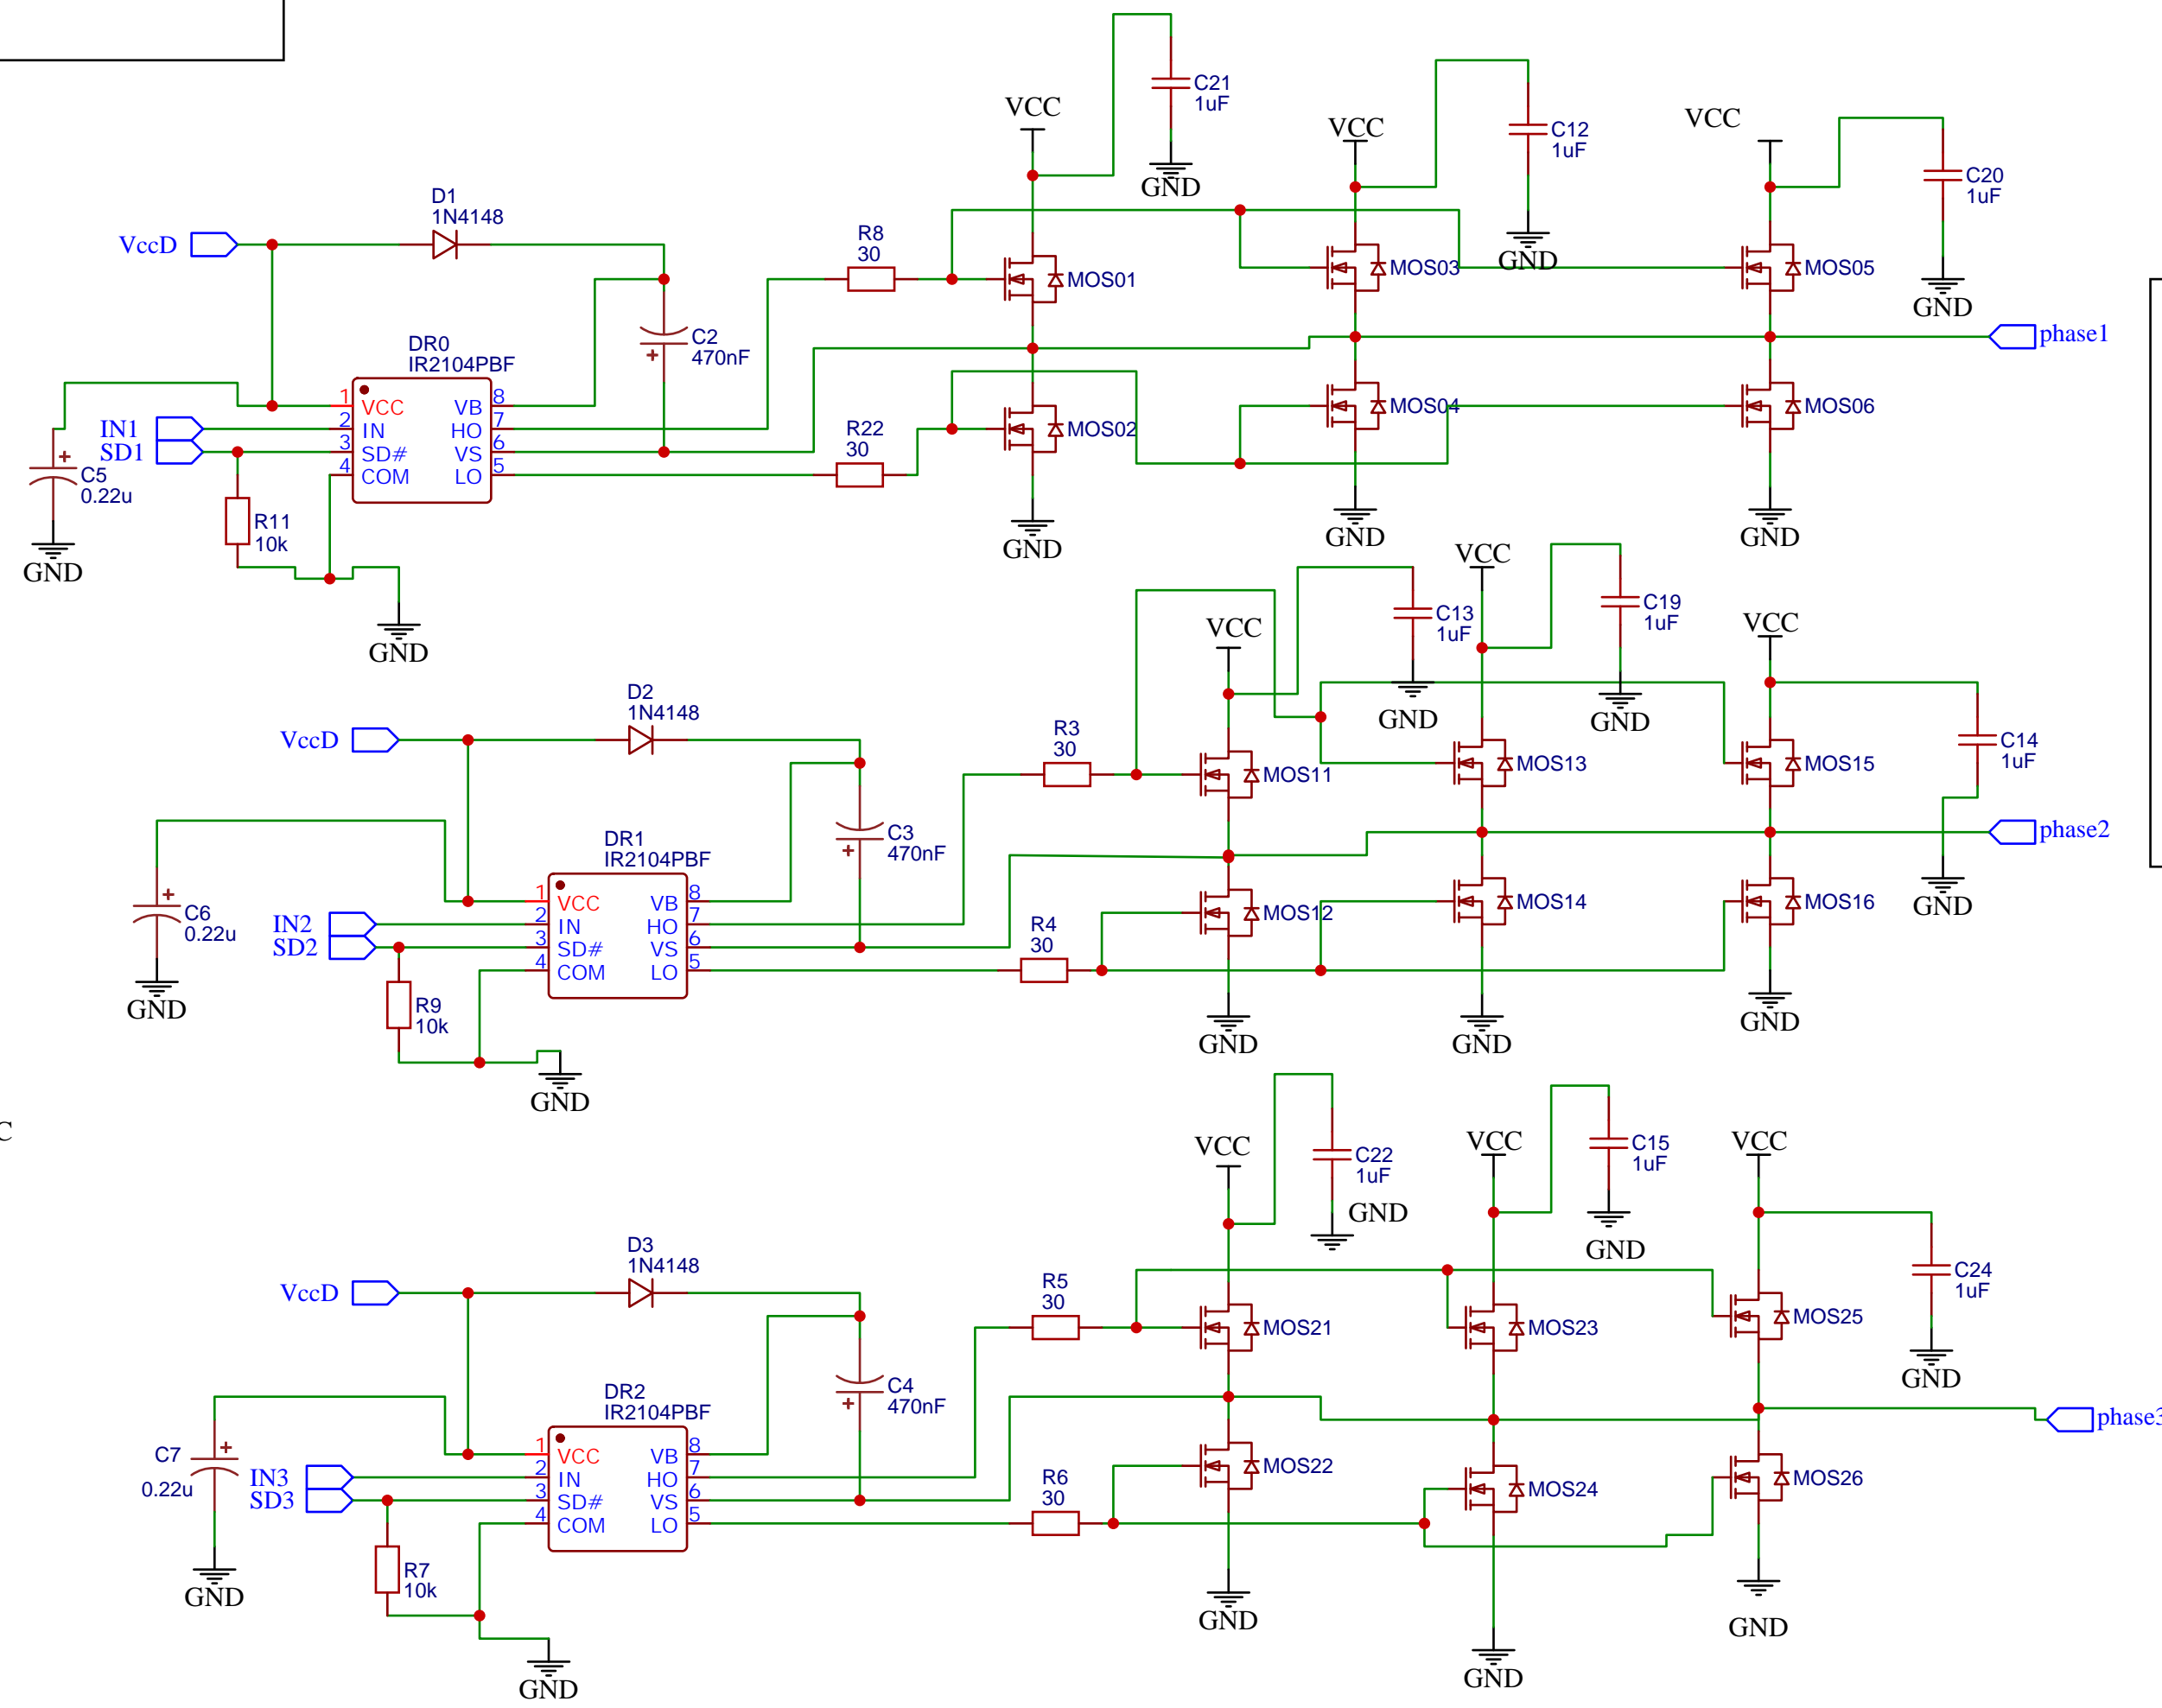 C21
1uF
VCC
C12
1uF
VCC
VCC
C20
1uF
GND
D1
1N4148
VccD
R8
30
GND
MOS01
MOS03
MOS05
GND
C2
470nF
phase1
DR0
IR2104PBF
1 VCC VB 8
2 IN HO 7
3 SD# VS 6
4 COM LO 5
IN1
SD1
+
+
C5
0.22u
R22
30
MOS02
MOS04
MOS06
R11
10k
GND
GND
GND
GND
GND
VCC
C13
1uF
C19
1uF
VCC
VCC
GND
GND
D2
1N4148
VccD
R3
30
MOS11
MOS13
MOS15
C14
1uF
phase2
C3
470nF
DR1
IR2104PBF
1 VCC VB 8
2 IN HO 7
3 SD# VS 6
4 COM LO 5
+
+
C6
0.22u
IN2
SD2
R4
30
MOS12
MOS14
MOS16
GND
R9
10k
GND
GND
GND
GND
GND
C
VCC
C22
1uF
VCC
C15
1uF
VCC
GND
GND
D3
1N4148
VccD
R5
30
MOS21
MOS23
MOS25
C24
1uF
GND
C4
470nF
phase3
DR2
IR2104PBF
1 VCC VB 8
2 IN HO 7
3 SD# VS 6
4 COM LO 5
+
+
C7
0.22u
IN3
SD3
R6
30
MOS22
MOS24
MOS26
R7
10k
GND
GND
GND
GND
GND